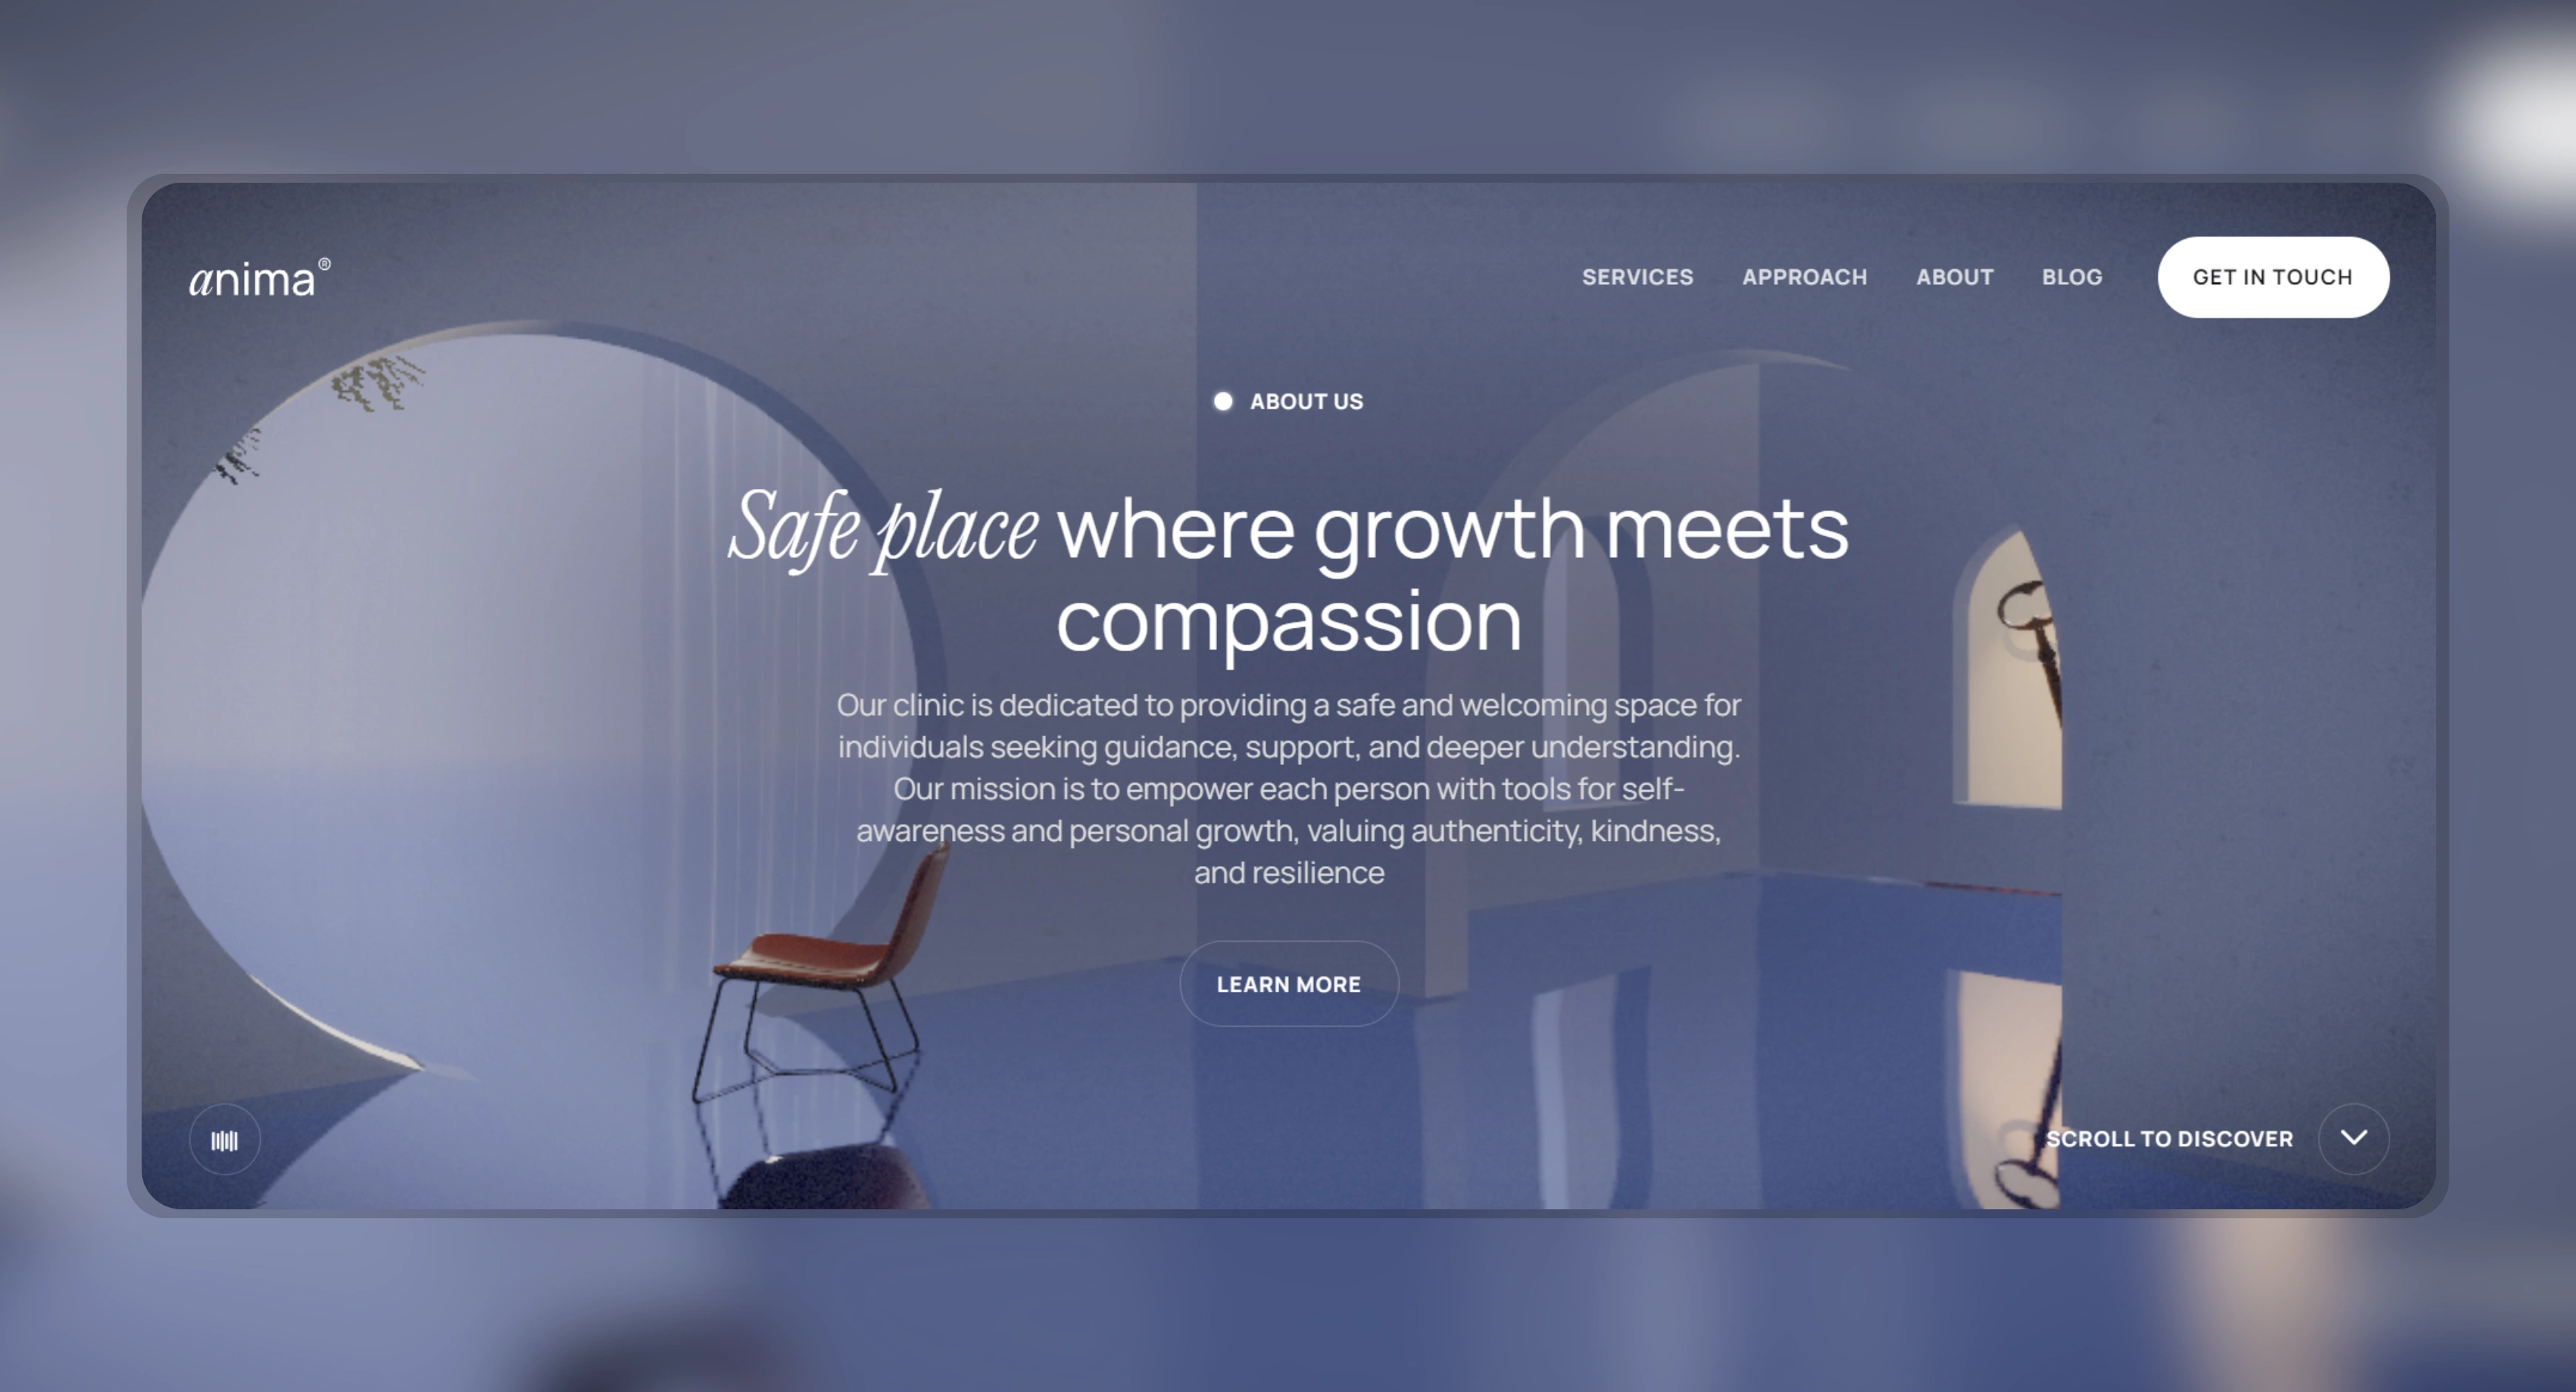 anima®
SERVICES
APPROACH
ABOUT
BLOG
GET IN TOUCH
ABOUT US
Safe place where growth meets
compassion
Our clinic is dedicated to providing a safe and welcoming space for
individuals seeking guidance, support, and deeper understanding.
Our mission is to empower each person with tools for self-
awareness and personal growth, valuing authenticity, kindness,
and resilience
LEARN MORE
SCROLL TO DISCOVER